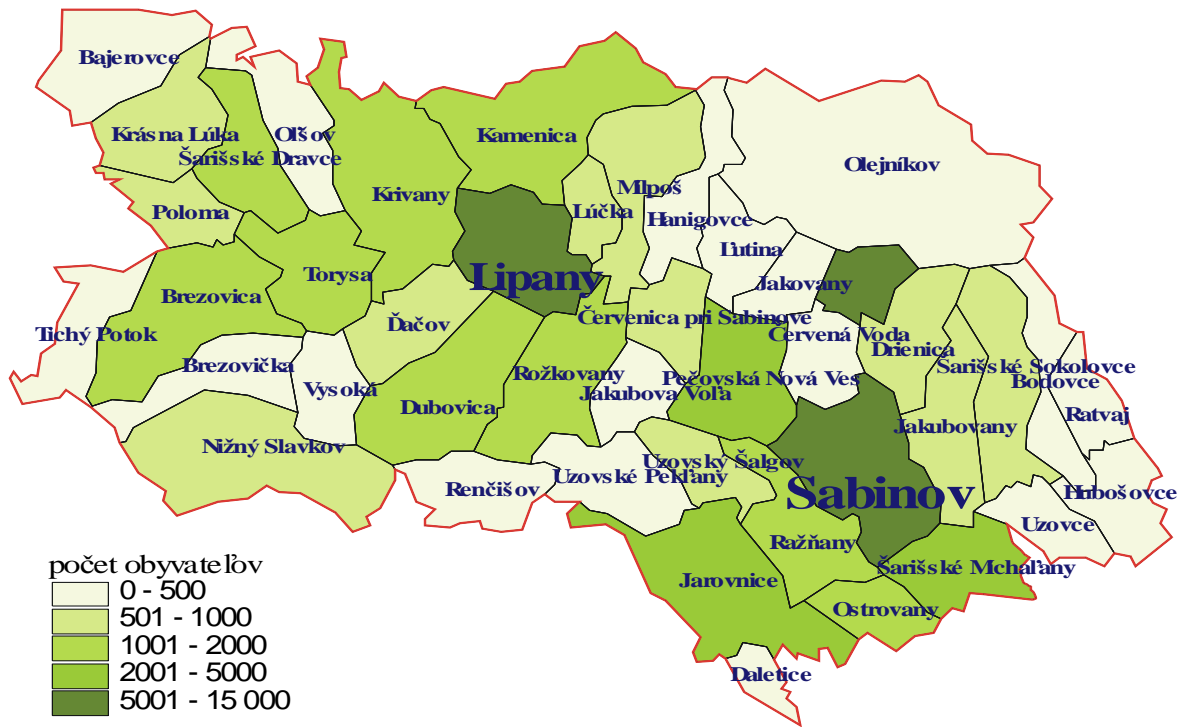 Bajerovce
Krásna Lúka
Oľšov
Šarišské Dravce
Kamenica
Olejníkov
Poloma
Krivany
Milpoš
Lúčka
Hanigovce
Ľutina
Torysa
Lipany
Jakovany
Brezovica
Tichý Potok
Ďačov
Červenica pri Sabinove
Červená Voda
Drienica
Brezovička
Vysoká
Rožkovany
Pečovská Nová Ves
Šarišské Sokolovce
Bodovce
Jakubova Voľa
Dubovica
Ratvaj
Nižný Slavkov
Jakubovany
Uzovský Šalgov
Renčišov
Uzovské Pekľany
Sabinov
Hubošovce
Uzovce
Ražňany
Jarovnice
Šarišské Michaľany
Ostrovany
Daletice
počet obyvateľov
0 - 500
501 - 1000
1001 - 2000
2001 - 5000
5001 - 15 000